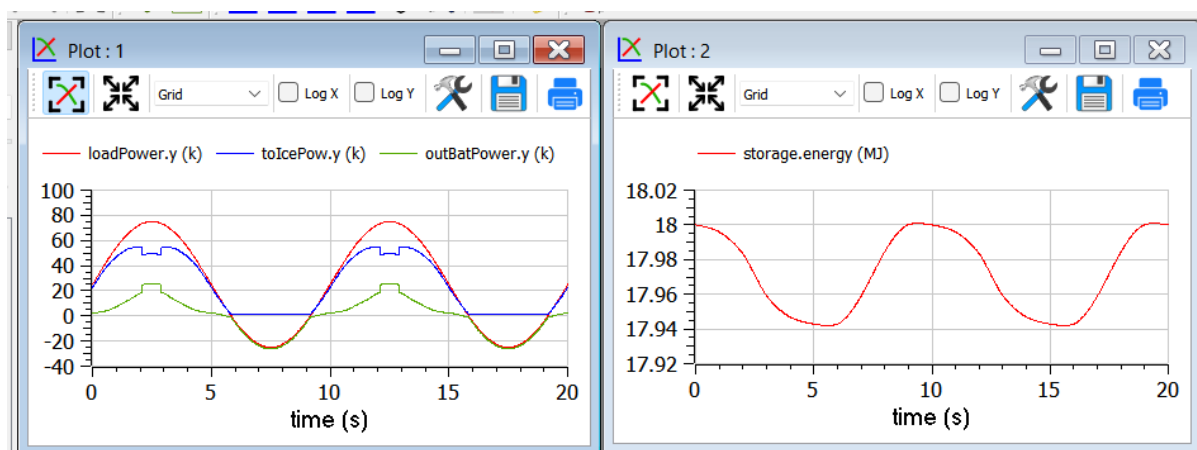 Plot : 1
Grid
Log X
Log Y
loadPower.y (k) toIcePow.y (k) outBatPower.y (k)
100
80
60
40
20
0
-20
-40
0 5 10 15 20
time (s)
Plot : 2
Grid
Log X
Log Y
storage.energy (MJ)
18.02
18
17.98
17.96
17.94
17.92
0 5 10 15 20
time (s)